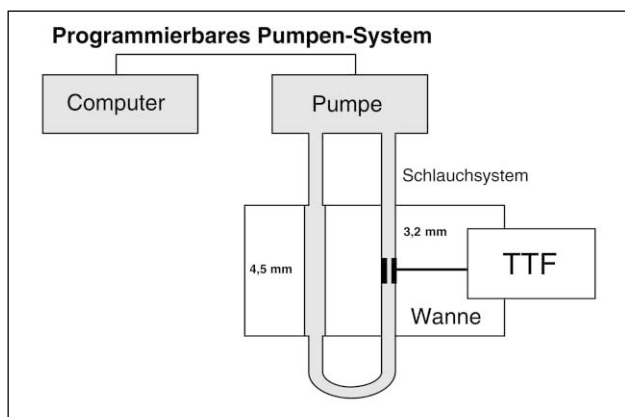 Programmierbares Pumpen-System
Computer
Pumpe
Schlauchsystem
3,2 mm
4,5 mm
TTF
Wanne